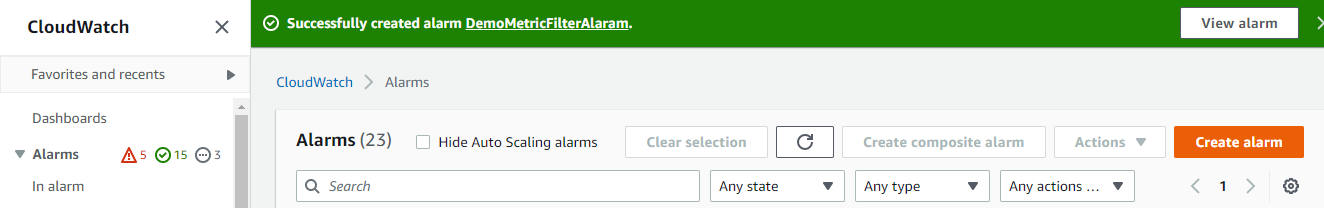 CloudWatch
Successfully created alarm DemoMetricFilterAlaram.
View alarm
Favorites and recents
CloudWatch Alarms
Dashboards
Alarms 5 15 3
In alarm
Alarms (23) Hide Auto Scaling alarms Clear selection Create composite alarm Actions Create alarm
Search Any state Any type Any actions ... 1